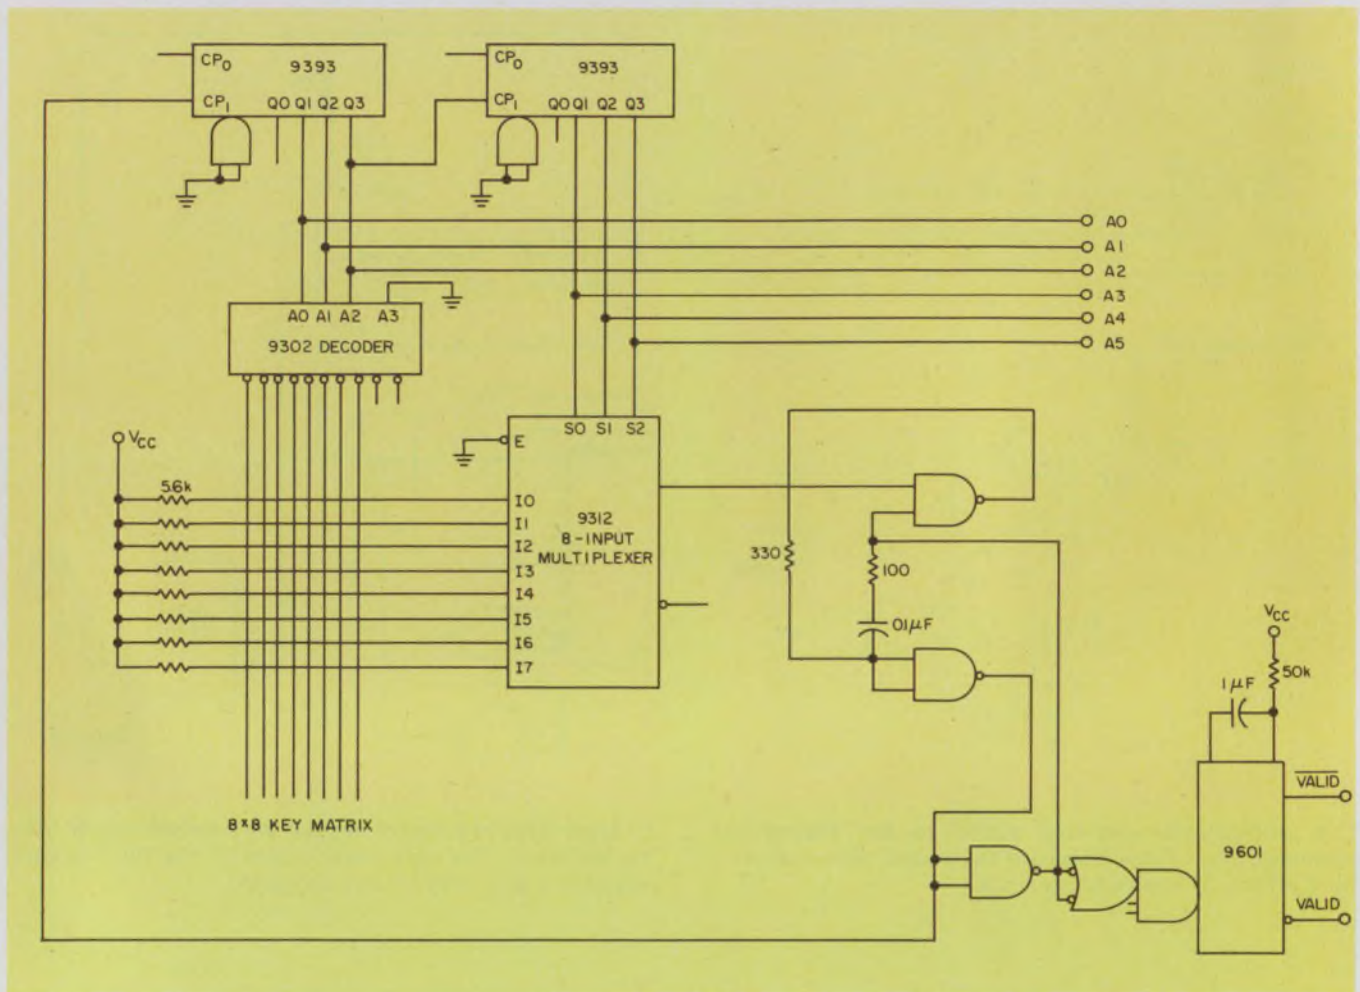 CP0 9393
CP1 Q0 Q1 Q2 Q3
CP0 9393
CP1 Q0 Q1 Q2 Q3
A0
A1
A2
A3
A4
A5
A0 A1 A2 A3
9302 DECODER
VCC
5.6k
S0 S1 S2
E
I0
I1
I2
I3
I4
I5
I6
I7
9312
8-INPUT
MULTIPLEXER
330
100
.01μF
VCC
50k
1μF
VALID
9601
VALID
8x8 KEY MATRIX